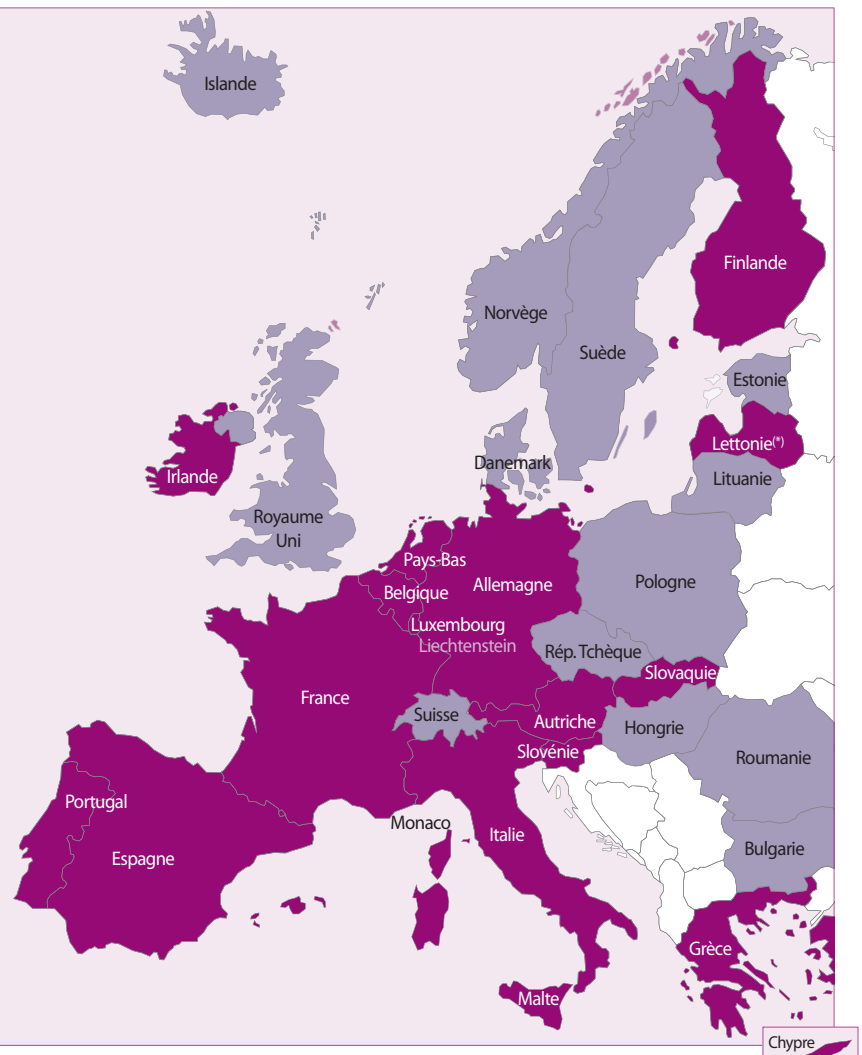 Islande
Finlande
Norvège
Suède
Estonie
Lettonie(*)
Danemark
Irlande
Lituanie
Royaume
Uni
Pays-Bas
Allemagne
Pologne
Belgique
Luxembourg
Liechtenstein
Rép. Tchèque
Slovaquie
France
Suisse
Autriche
Hongrie
Slovénie
Roumanie
Portugal
Monaco
Italie
Espagne
Bulgarie
Grèce
Malte
Chypre